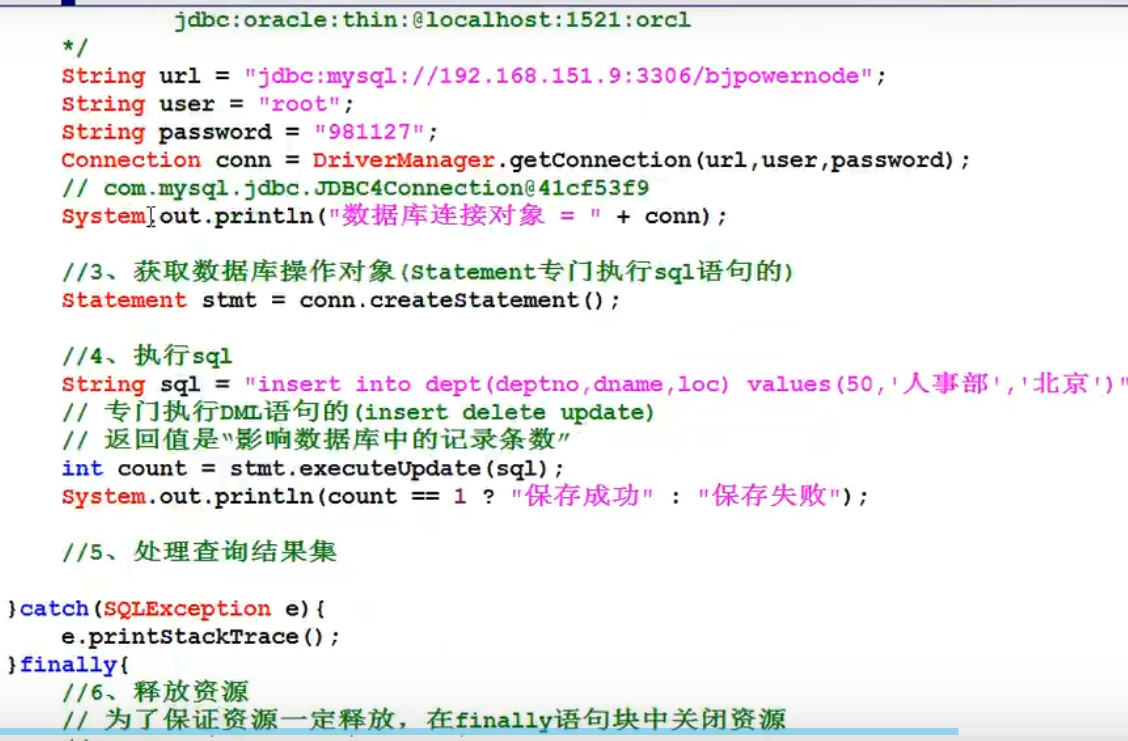 jdbc:oracle:thin:@localhost:1521:orcl
*/
String url = "jdbc:mysql://192.168.151.9:3306/bjpowernode";
String user = "root";
String password = "981127";
Connection conn = DriverManager.getConnection(url,user,password);
// com.mysql.jdbc.JDBC4Connection@41cf53f9
System.out.println("数据库连接对象 = " + conn);
//3、获取数据库操作对象(Statement专门执行sql语句的)
Statement stmt = conn.createStatement();
//4、执行sql
String sql = "insert into dept(deptno,dname,loc) values(50,'人事部','北京')"
// 专门执行DML语句的(insert delete update)
// 返回值是“影响数据库中的记录条数”
int count = stmt.executeUpdate(sql);
System.out.println(count == 1 ? "保存成功" : "保存失败");
//5、处理查询结果集
}catch(SQLException e){
e.printStackTrace();
}finally{
//6、释放资源
// 为了保证资源一定释放，在finally语句块中关闭资源